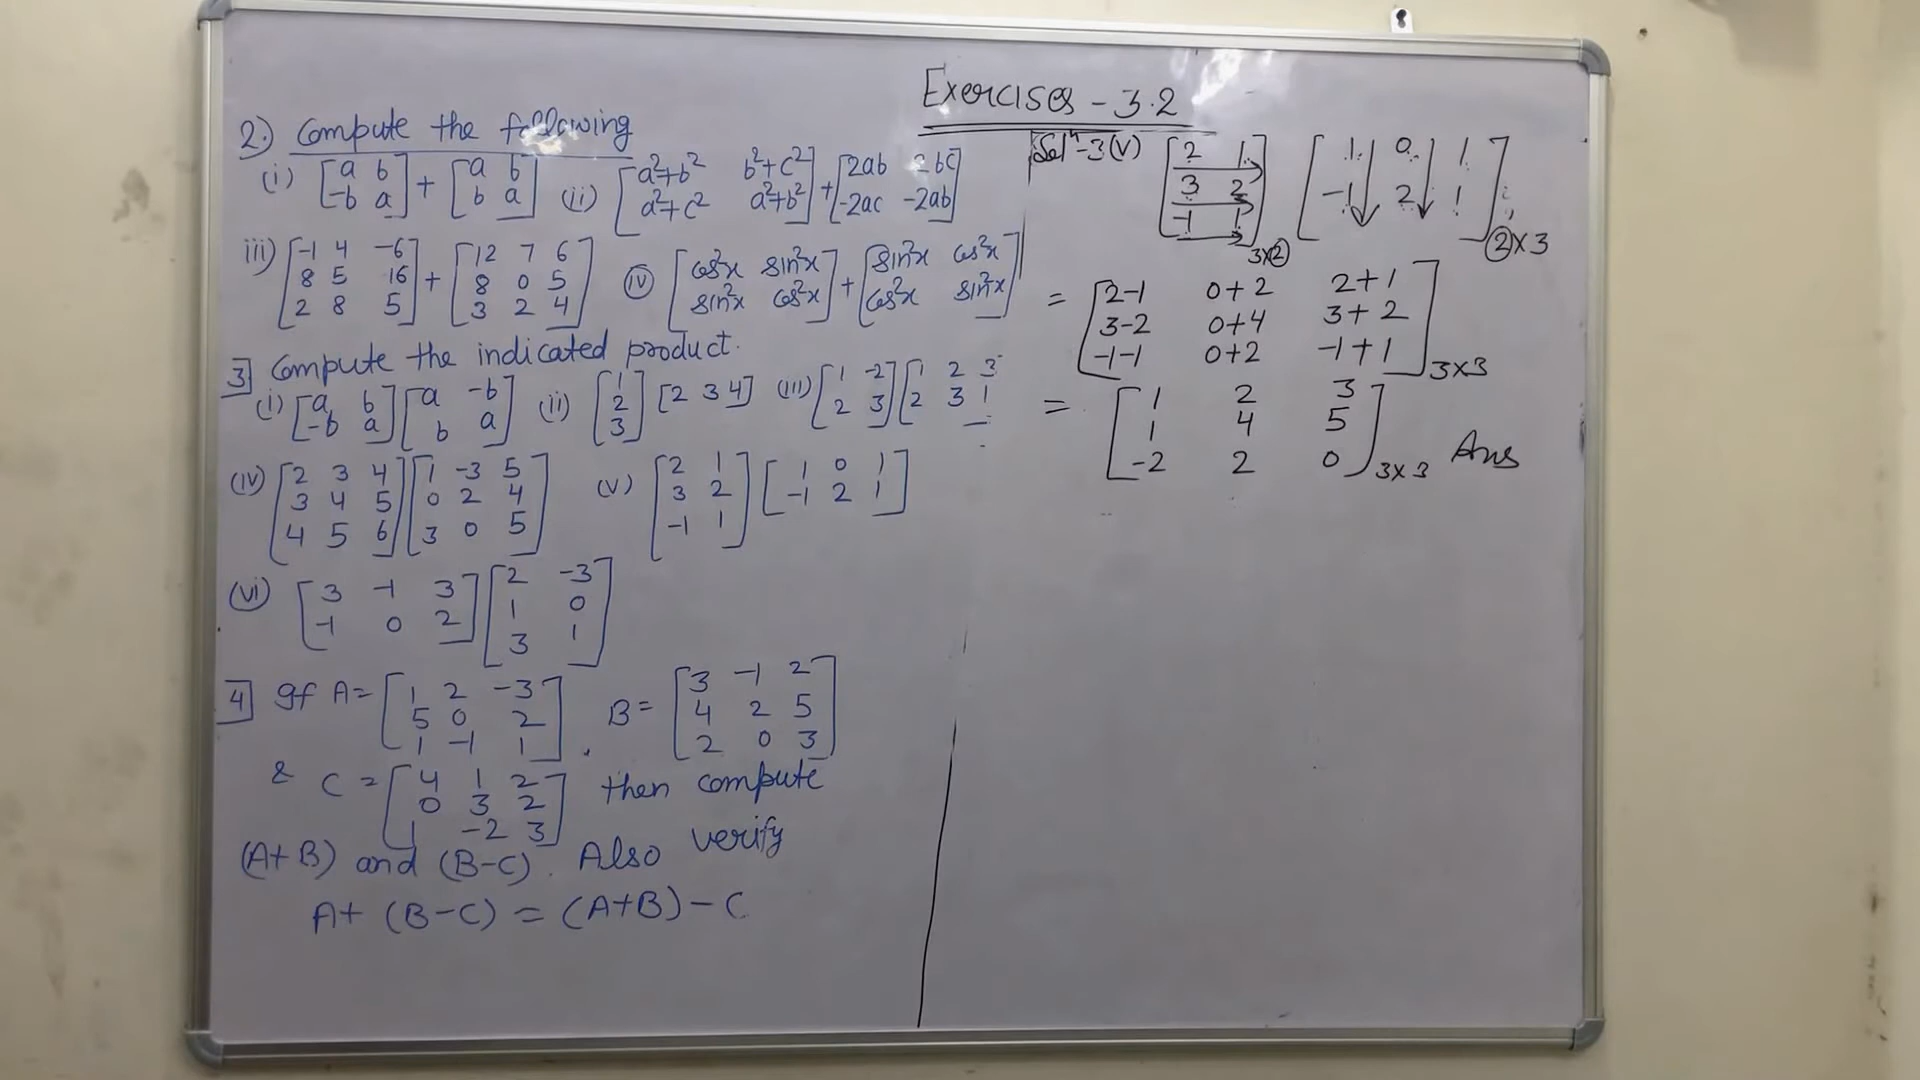 Exercises - 3.2
2.) Compute the following
(i) [a b; -b a] + [a b; b a] (ii) [a²+b² b²+c²; a²+c² a²+b²] + [2ab 2bc; -2ac -2ab]
iii) [-1 4 -6; 8 5 16; 2 8 5] + [12 7 6; 8 0 5; 3 2 4] (iv) [cos²x sin²x; sin²x cos²x] + [sin²x cos²x; cos²x sin²x]
3] Compute the indicated product.
(i) [a b; -b a] [a -b; b a] (ii) [1; 2; 3] [2 3 4] (iii) [1 -2; 2 3] [1 2 3; 2 3 1]
(iv) [2 3 4; 3 4 5; 4 5 6] [1 -3 5; 0 2 4; 3 0 5] (v) [2 1; 3 2; -1 1] [1 0 1; -1 2 1]
(vi) [3 -1 3; -1 0 2] [2 -3; 1 0; 3 1]
4] If A = [1 2 -3; 5 0 2; 1 -1 1], B = [3 -1 2; 4 2 5; 2 0 3]
& C = [4 1 2; 0 3 2; 1 -2 3] then compute
(A+B) and (B-C). Also verify
A+ (B-C) = (A+B) - C
Solⁿ-3(v) [2 1; 3 2; -1 1] 3x2 [1 0 1; -1 2 1] 2x3
= [2-1 0+2 2+1; 3-2 0+4 3+2; -1-1 0+2 -1+1] 3x3
= [1 2 3; 1 4 5; -2 2 0] 3x3 Ans